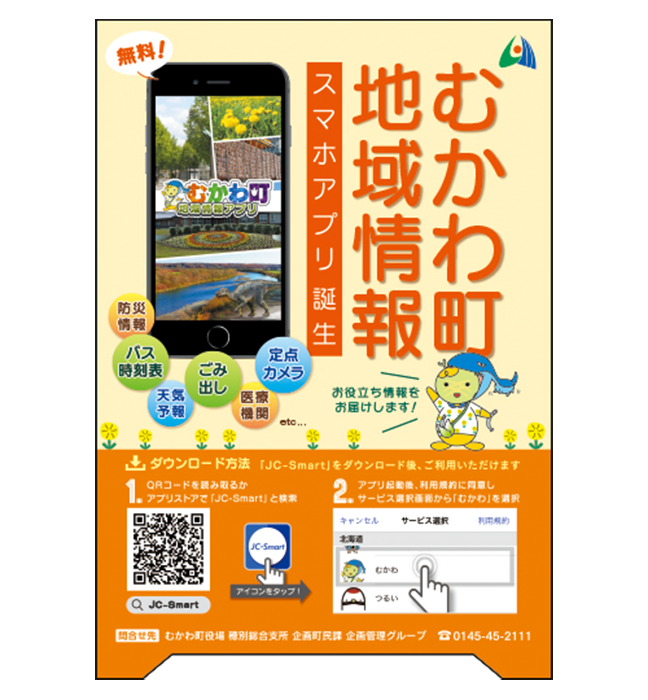 無料!
むかわ町
地域情報
スマホアプリ誕生
むかわ町
地域情報アプリ
防災
情報
バス
時刻表
ごみ
出し
定点
カメラ
天気
予報
医療
機関
etc...
お役立ち情報を
お届けします!
ダウンロード方法 「JC-Smart」をダウンロード後、ご利用いただけます
1. QRコードを読み取るか
アプリストアで「JC-Smart」と検索
JC-Smart
アイコンをタップ!
JC-Smart
2. アプリ起動後、利用規約に同意し
サービス選択画面から「むかわ」を選択
キャンセル サービス選択 利用規約
北海道
むかわ
つるい
問合せ先 むかわ町役場 穂別総合支所 企画町民課 企画管理グループ ☎0145-45-2111